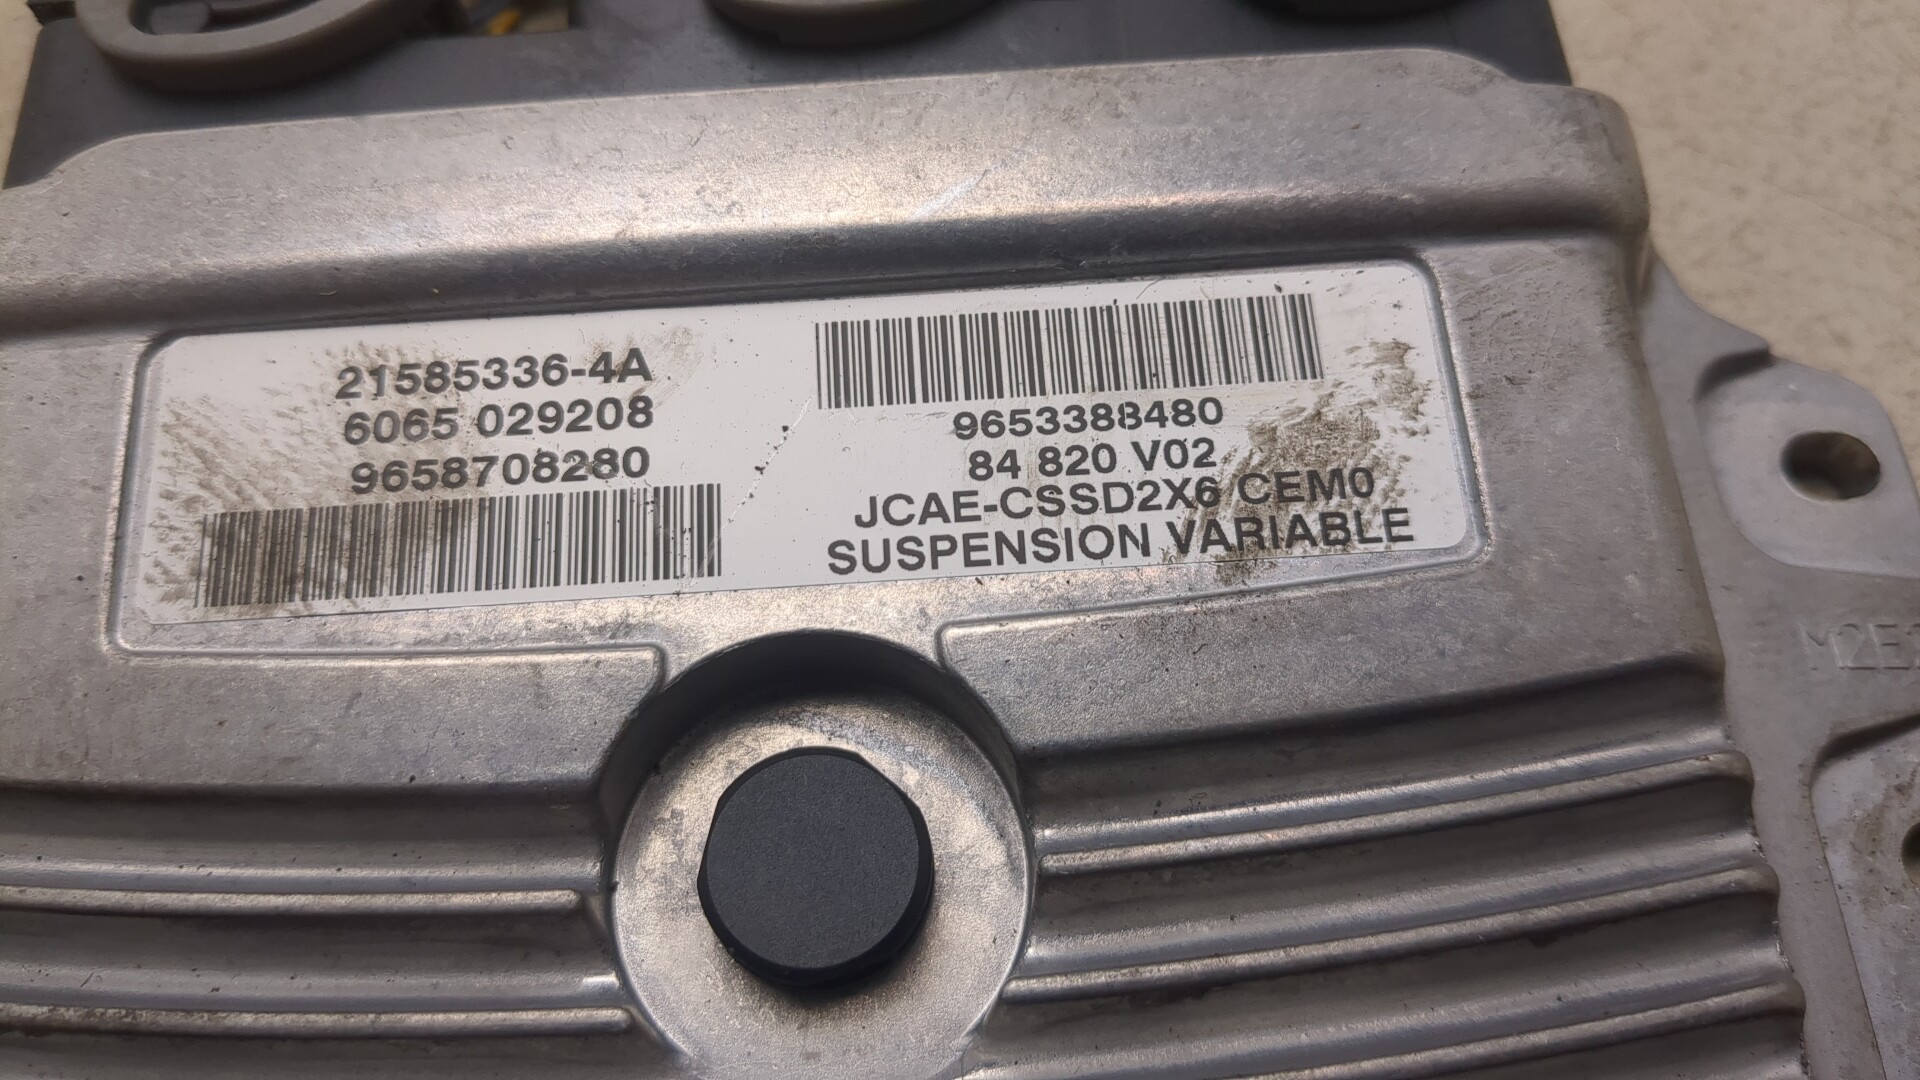 21585336-4A
6065 029208
9658708280
9653388480
84 820 V02
JCAE-CSSD2X6 CEM0
SUSPENSION VARIABLE